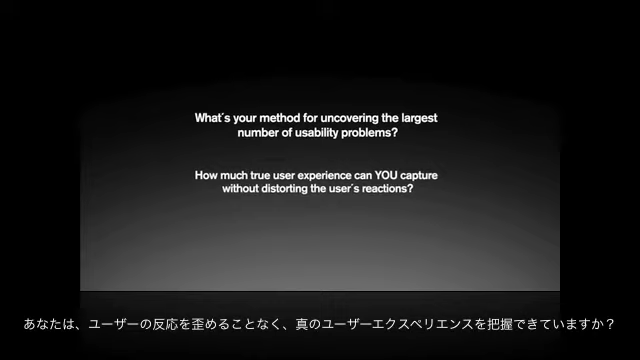 What's your method for uncovering the largest
number of usability problems?
How much true user experience can YOU capture
without distorting the user's reactions?
あなたは、ユーザーの反応を歪めることなく、真のユーザーエクスペリエンスを把握できていますか？